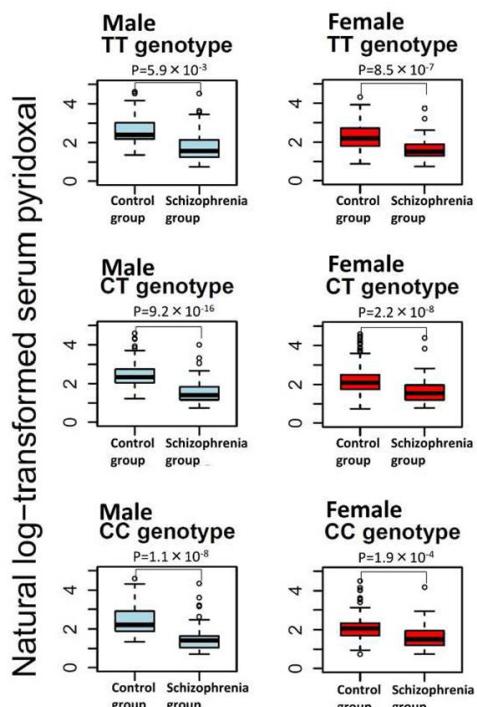 Natural log-transformed serum pyridoxal
Male
TT genotype
P=5.9 × 10-3
4
2
0
Control
group
Schizophrenia
group
Female
TT genotype
P=8.5 × 10-7
4
2
0
Control
group
Schizophrenia
group
Male
CT genotype
P=9.2 × 10-16
4
2
0
Control
group
Schizophrenia
group
Female
CT genotype
P=2.2 × 10-8
4
2
0
Control
group
Schizophrenia
group
Male
CC genotype
P=1.1 × 10-8
4
2
0
Control
group
Schizophrenia
group
Female
CC genotype
P=1.9 × 10-4
4
2
0
Control
group
Schizophrenia
group